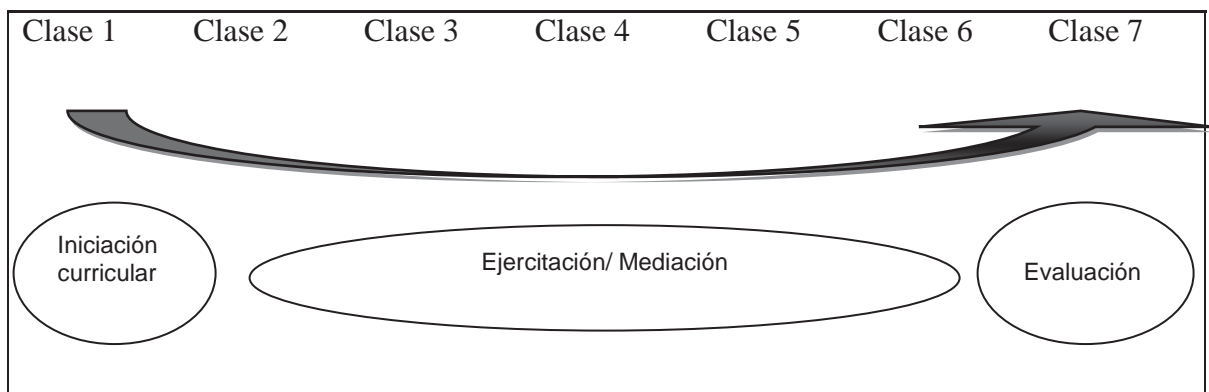 Clase 1 Clase 2 Clase 3 Clase 4 Clase 5 Clase 6 Clase 7
Iniciación
curricular
Ejercitación/ Mediación
Evaluación